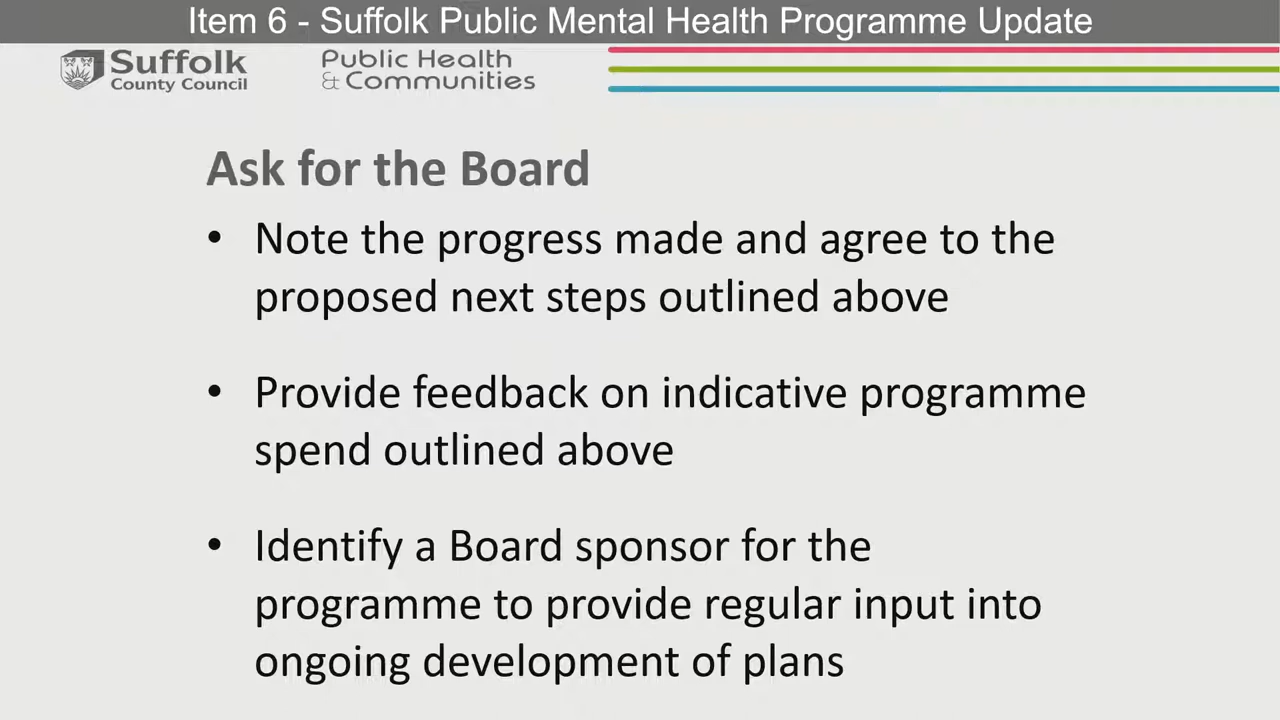 Item 6 - Suffolk Public Mental Health Programme Update
Suffolk
County Council
Public Health
& Communities
Ask for the Board
• Note the progress made and agree to the
proposed next steps outlined above
• Provide feedback on indicative programme
spend outlined above
• Identify a Board sponsor for the
programme to provide regular input into
ongoing development of plans